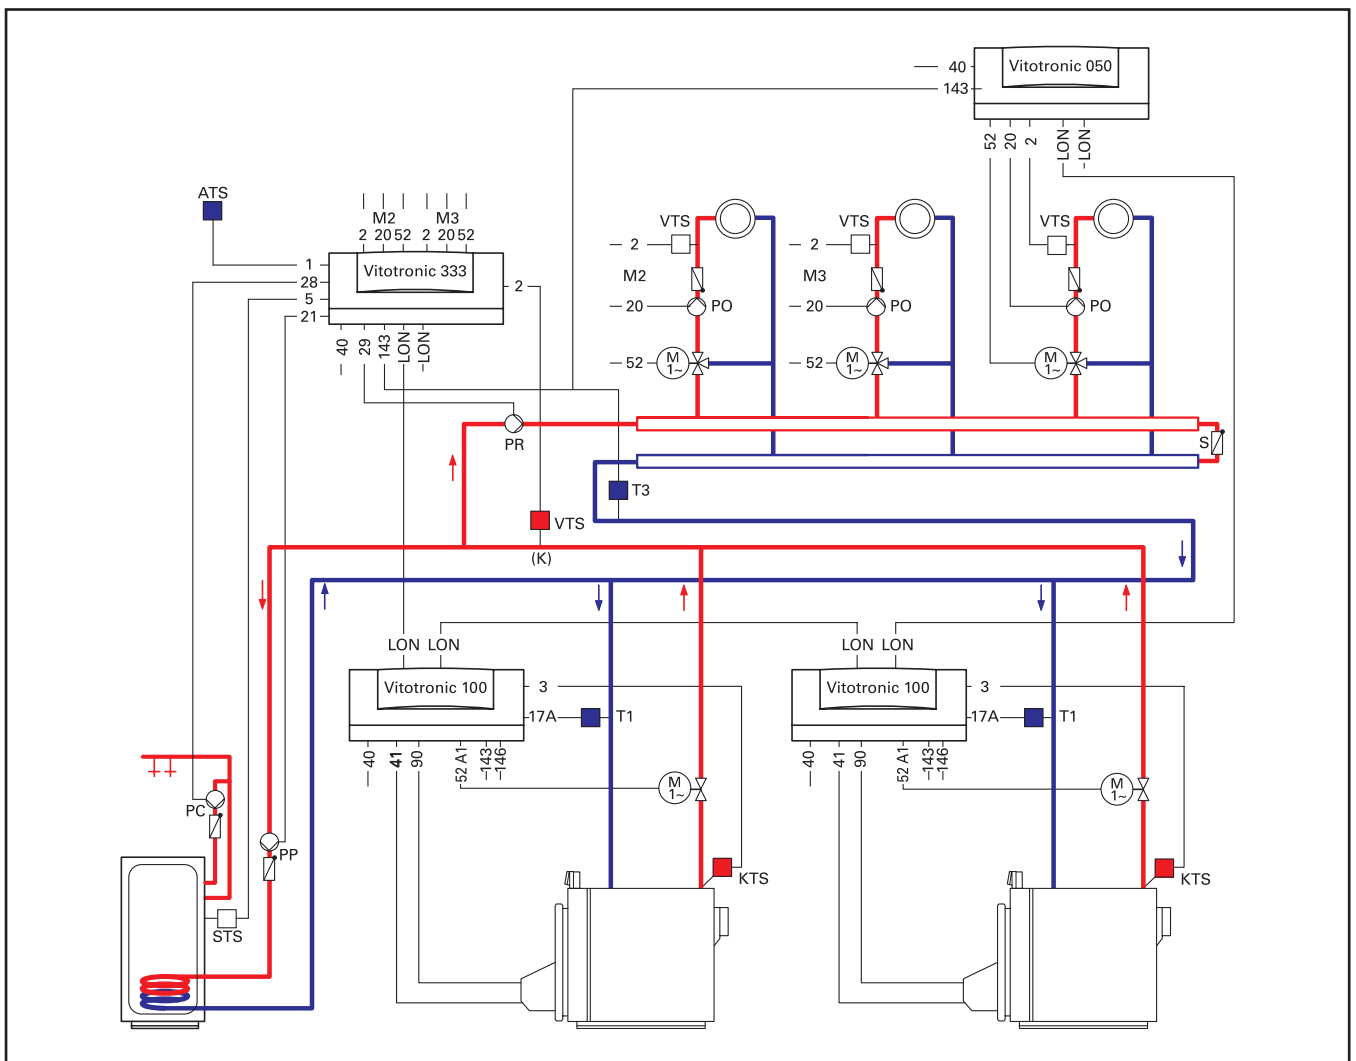 40
Vitotronic 050
143
52
20
2
LON
LON
ATS
M2
M3
2
20
52
2
20
52
1
28
5
21
Vitotronic 333
2
40
29
143
LON
LON
VTS
VTS
VTS
2
2
M2
M3
20
PO
20
PO
PO
52
M
1~
52
M
1~
M
1~
PR
S
T3
VTS
(K)
LON
LON
LON
LON
Vitotronic 100
3
17A
T1
Vitotronic 100
3
17A
T1
40
41
90
52 A1
143
146
40
41
90
52 A1
143
146
M
1~
M
1~
PC
PP
KTS
KTS
STS